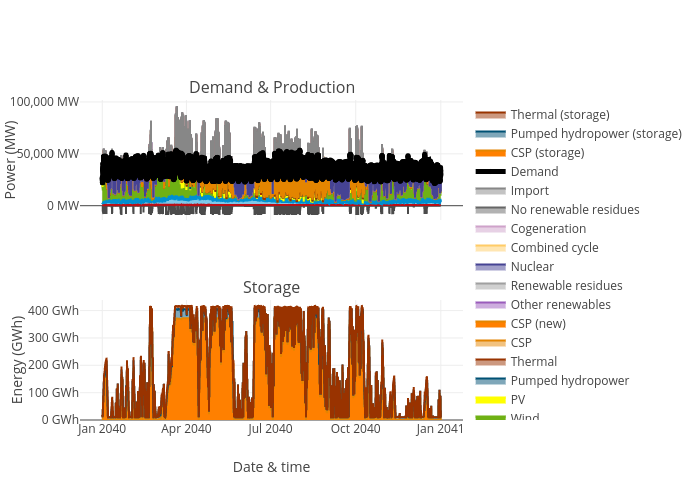 Demand & Production
100,000 MW
50,000 MW
0 MW
Power (MW)
Storage
400 GWh
300 GWh
200 GWh
100 GWh
0 GWh
Energy (GWh)
Jan 2040
Apr 2040
Jul 2040
Oct 2040
Jan 2041
Date & time
Thermal (storage)
Pumped hydropower (storage)
CSP (storage)
Demand
Import
No renewable residues
Cogeneration
Combined cycle
Nuclear
Renewable residues
Other renewables
CSP (new)
CSP
Thermal
Pumped hydropower
PV
Wind